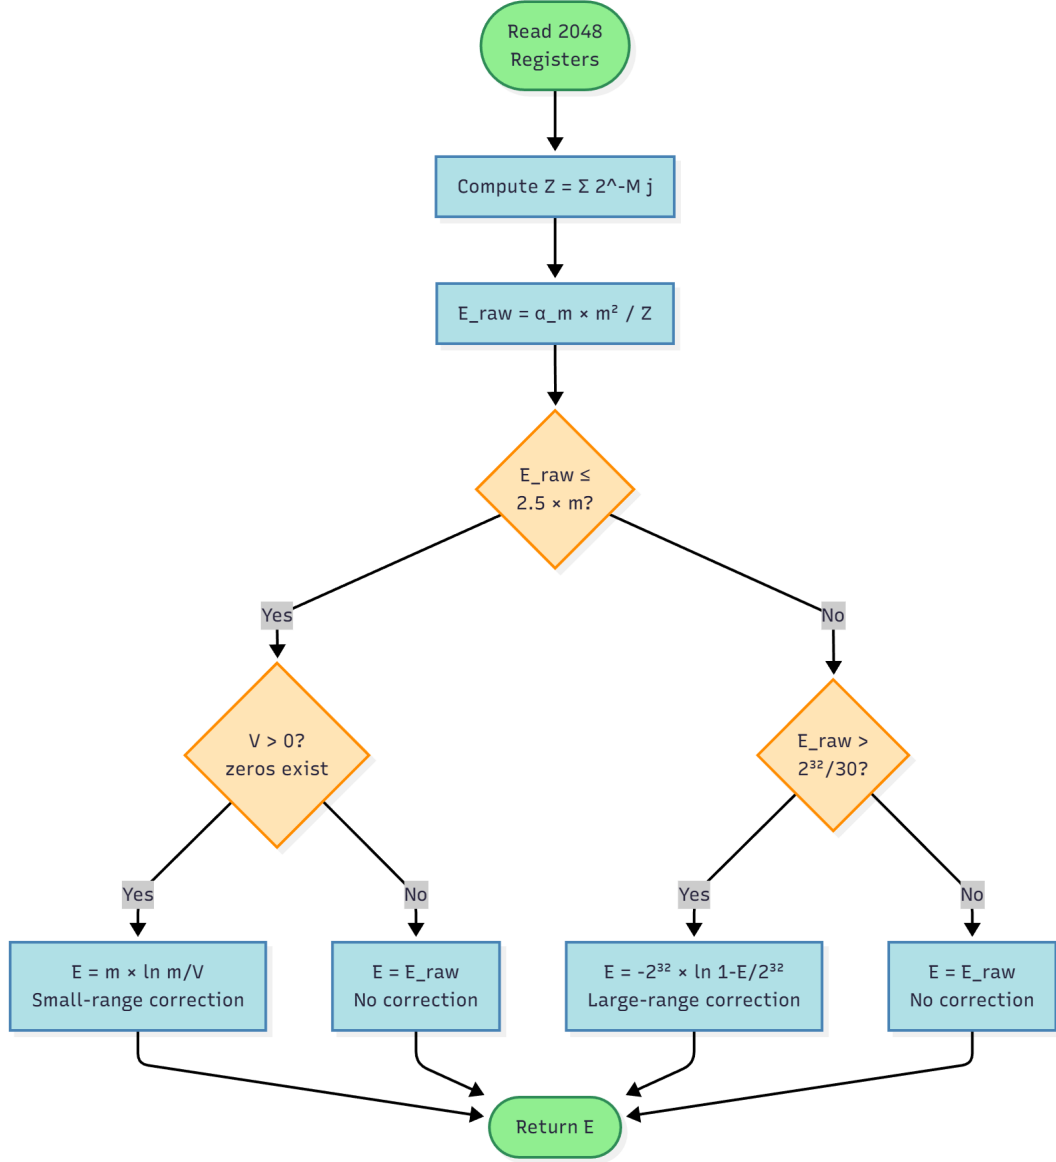 Read 2048
Registers
Compute Z = Σ 2^-M j
E_raw = α_m × m² / Z
E_raw ≤
2.5 × m?
Yes
No
V > 0?
zeros exist
E_raw >
2³²/30?
Yes
No
Yes
No
E = m × ln m/V
Small-range correction
E = E_raw
No correction
E = -2³² × ln 1-E/2³²
Large-range correction
E = E_raw
No correction
Return E